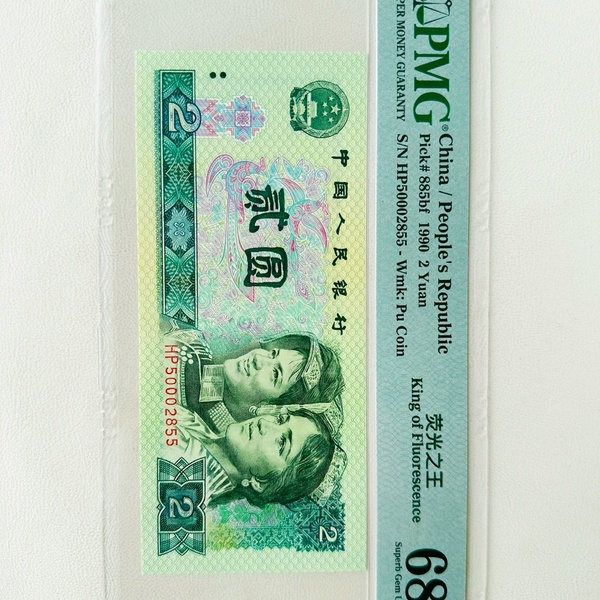 PMG®
PER MONEY GUARANTY
China / People's Republic
Pick# 885bf 1990 2 Yuan
S/N HP50002855 - Wmk: Pu Coin
荧光之王
King of Fluorescence
68
Superb Gem U
中国人民银行
贰圆
2
HP50002855
2
2